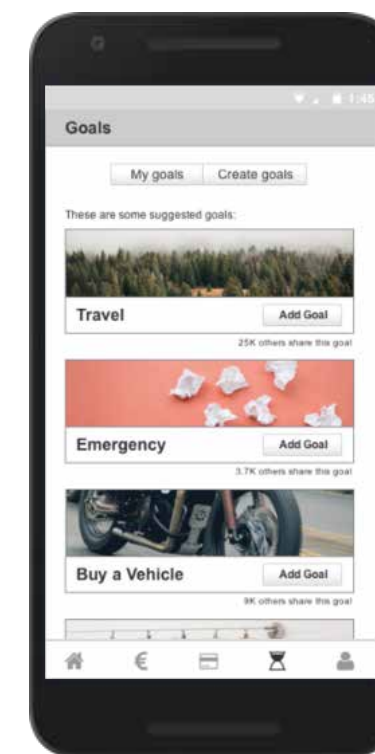 1:45
Goals
My goals Create goals
These are some suggested goals:
Travel
Add Goal
25K others share this goal
Emergency
Add Goal
3.7K others share this goal
Buy a Vehicle
Add Goal
9K others share this goal
€